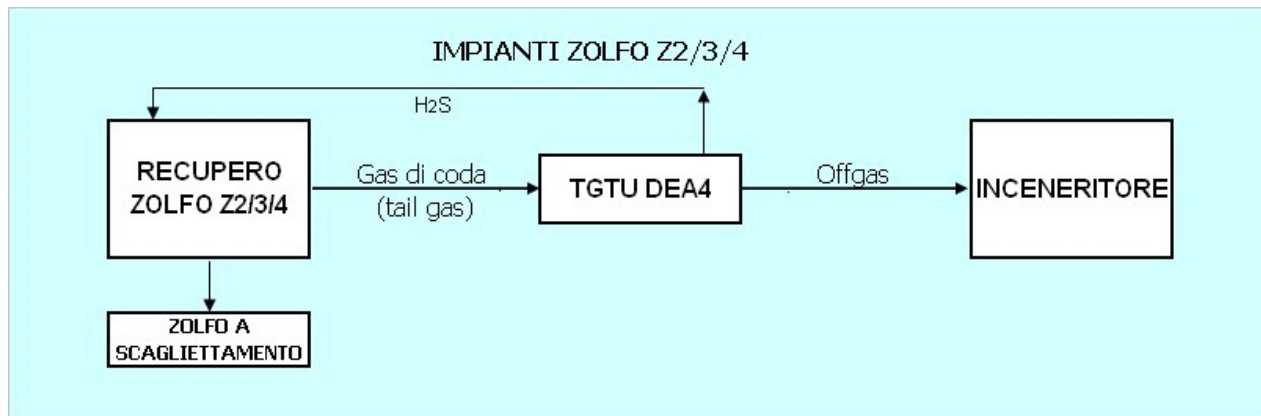 IMPIANTI ZOLFO Z2/3/4
H2S
RECUPERO
ZOLFO Z2/3/4
Gas di coda
(tail gas)
TGTU DEA4
Offgas
INCENERITORE
ZOLFO A
SCAGLIETTAMENTO